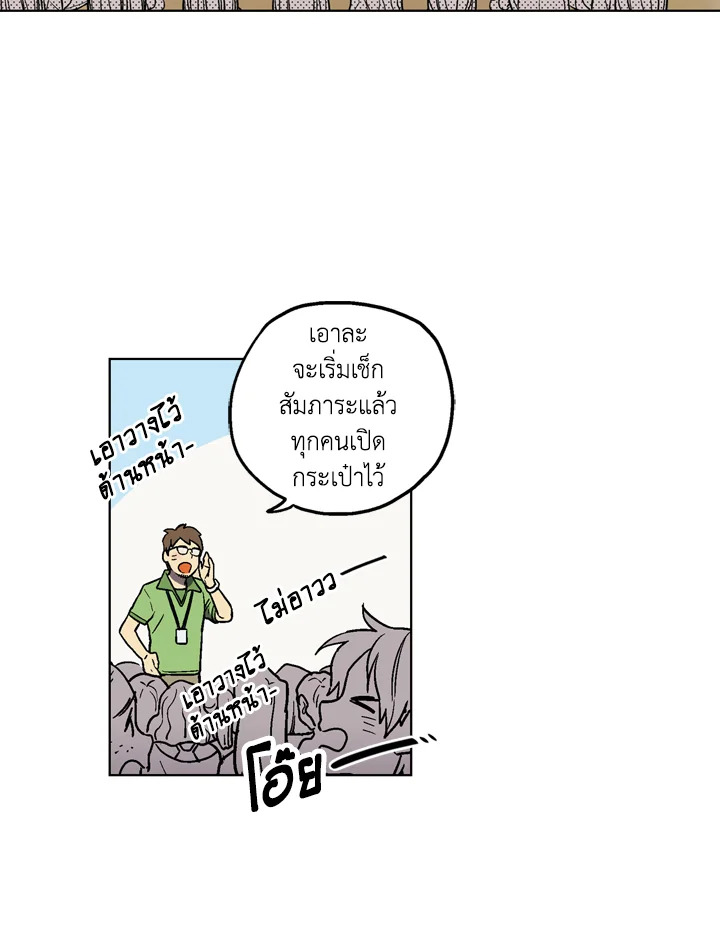 เอาละ
จะเริ่มเช็ก
สัมภาระแล้ว
ทุกคนเปิด
กระเป๋าไว้
เอาวางไว้
ด้านหน้า-
ไม่อาวว
เอาวางไว้
ด้านหน้า-
โอ๊ย